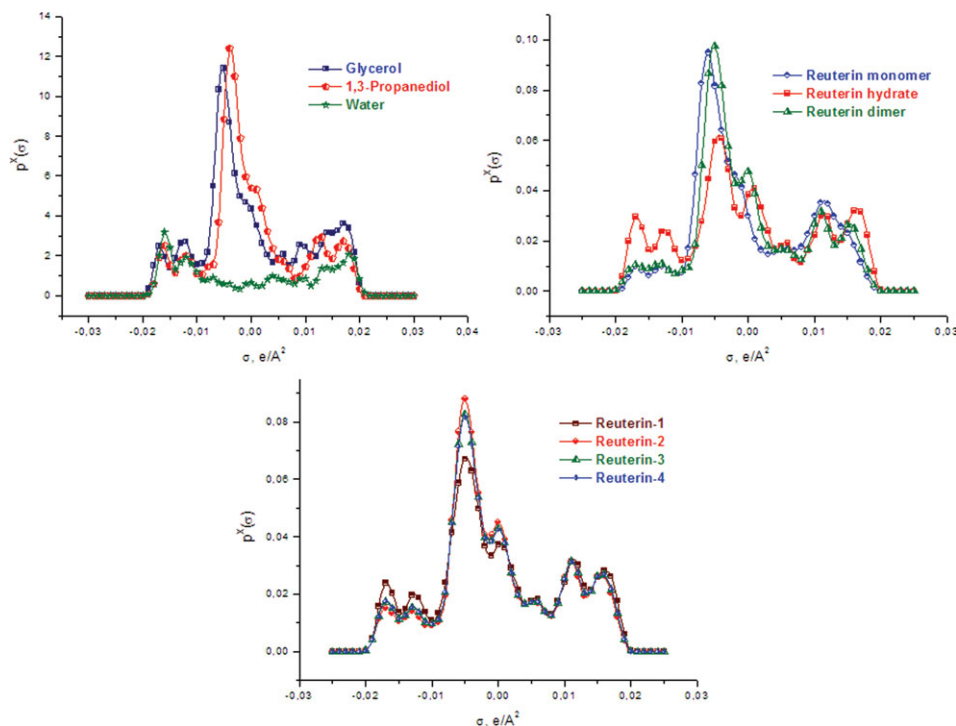 14
12
10
8
6
4
2
0
p^X(σ)
Glycerol
1,3-Propanediol
Water
-0,03 -0,02 -0,01 0,00 0,01 0,02 0,03 0,04
σ, e/A²
0,10
0,08
0,06
0,04
0,02
0,00
p^X(σ)
Reuterin monomer
Reuterin hydrate
Reuterin dimer
-0,03 -0,02 -0,01 0,00 0,01 0,02 0,03
σ, e/A²
0,08
0,06
0,04
0,02
0,00
p^X(σ)
Reuterin-1
Reuterin-2
Reuterin-3
Reuterin-4
-0,03 -0,02 -0,01 0,00 0,01 0,02 0,03
σ, e/A²